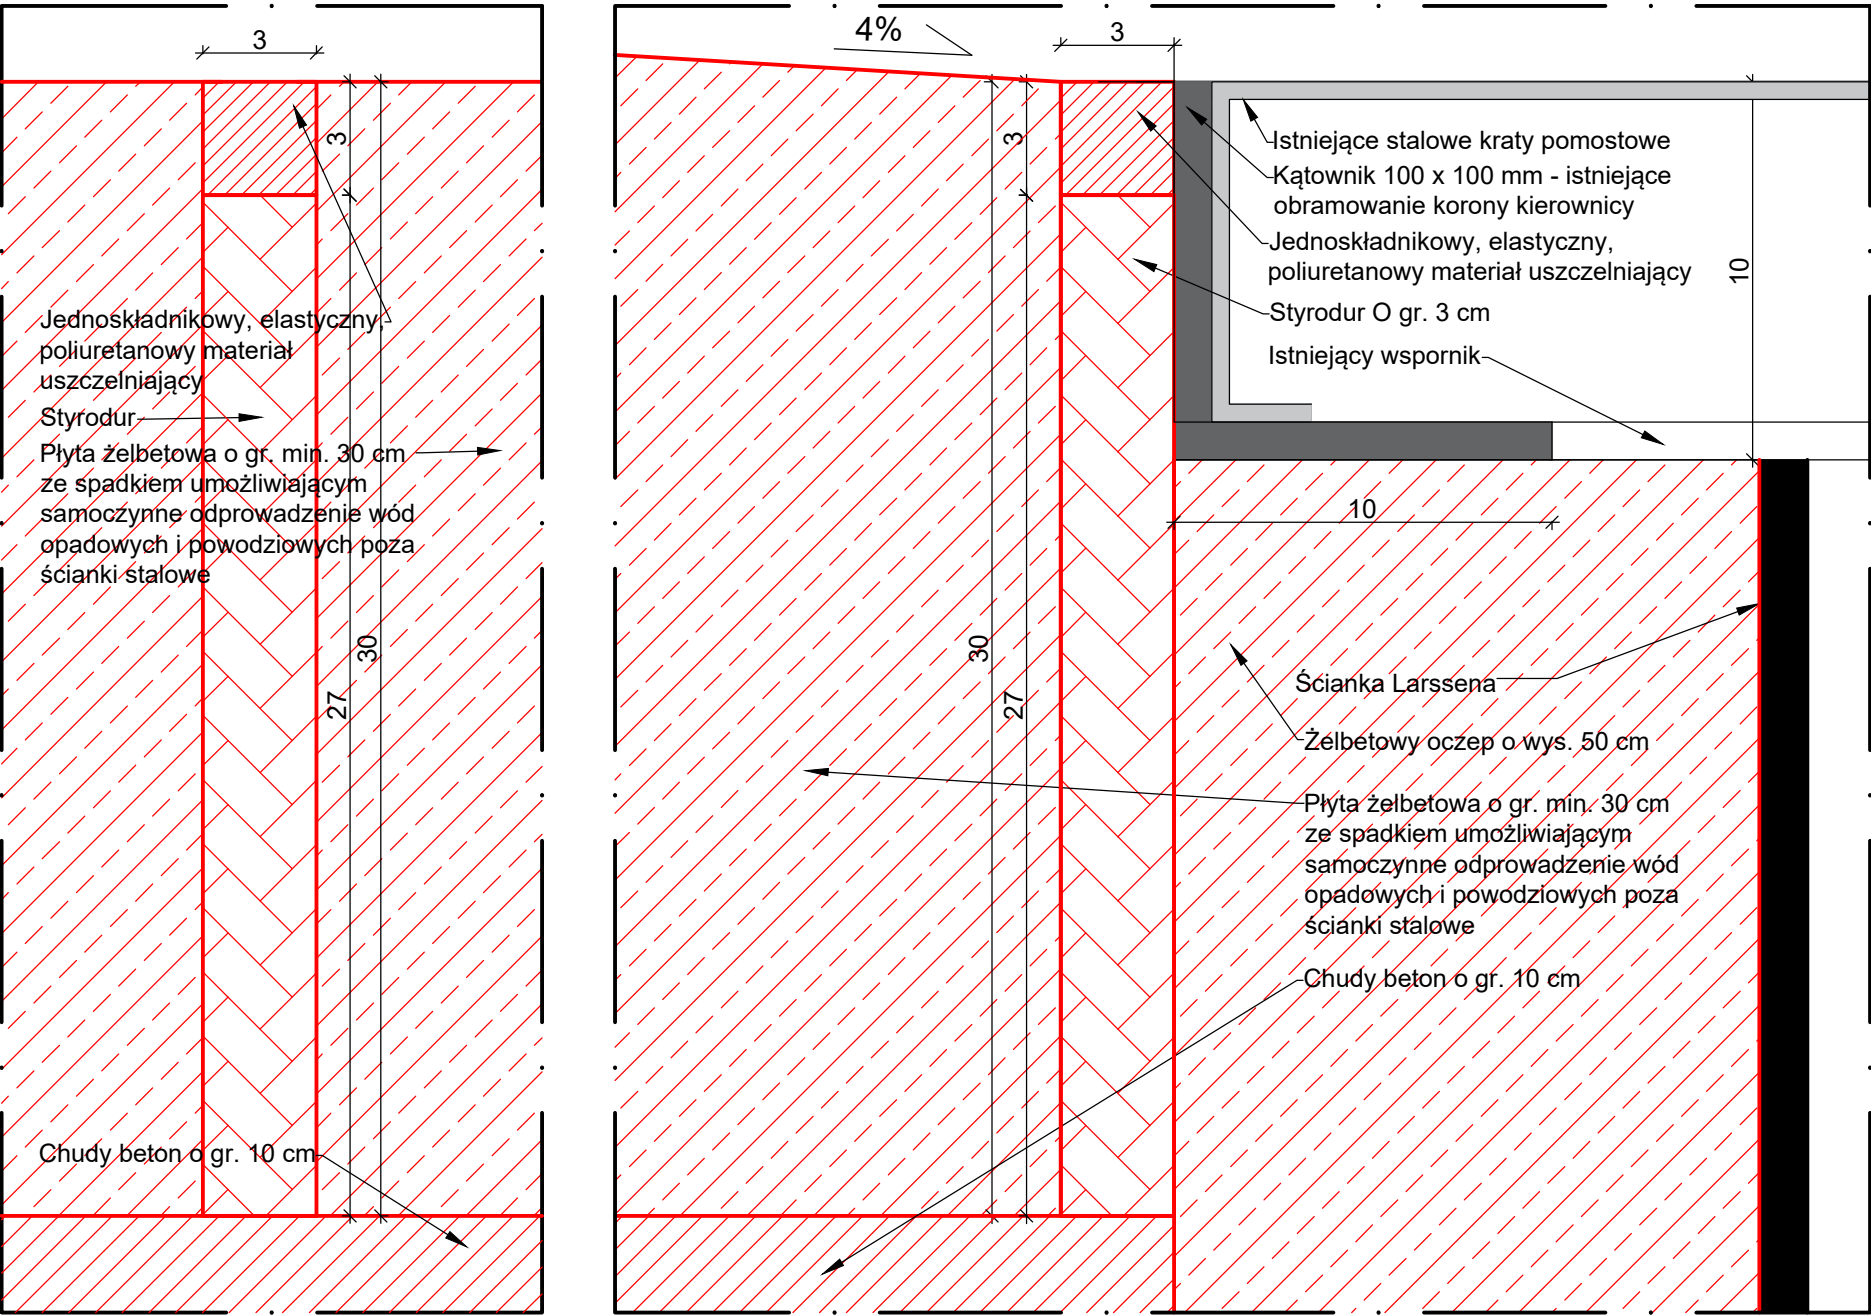 3
3
30
27
Jednoskładnikowy, elastyczny,
poliuretanowy materiał
uszczelniający
Styrodur
Płyta żelbetowa o gr. min. 30 cm
ze spadkiem umożliwiającym
samoczynne odprowadzenie wód
opadowych i powodziowych poza
ścianki stalowe
Chudy beton o gr. 10 cm
4%
3
3
30
27
Istniejące stalowe kraty pomostowe
Kątownik 100 x 100 mm - istniejące
obramowanie korony kierownicy
Jednoskładnikowy, elastyczny,
poliuretanowy materiał uszczelniający
Styrodur O gr. 3 cm
Istniejący wspornik
10
10
Ścianka Larssena
Żelbetowy oczep o wys. 50 cm
Płyta żelbetowa o gr. min. 30 cm
ze spadkiem umożliwiającym
samoczynne odprowadzenie wód
opadowych i powodziowych poza
ścianki stalowe
Chudy beton o gr. 10 cm